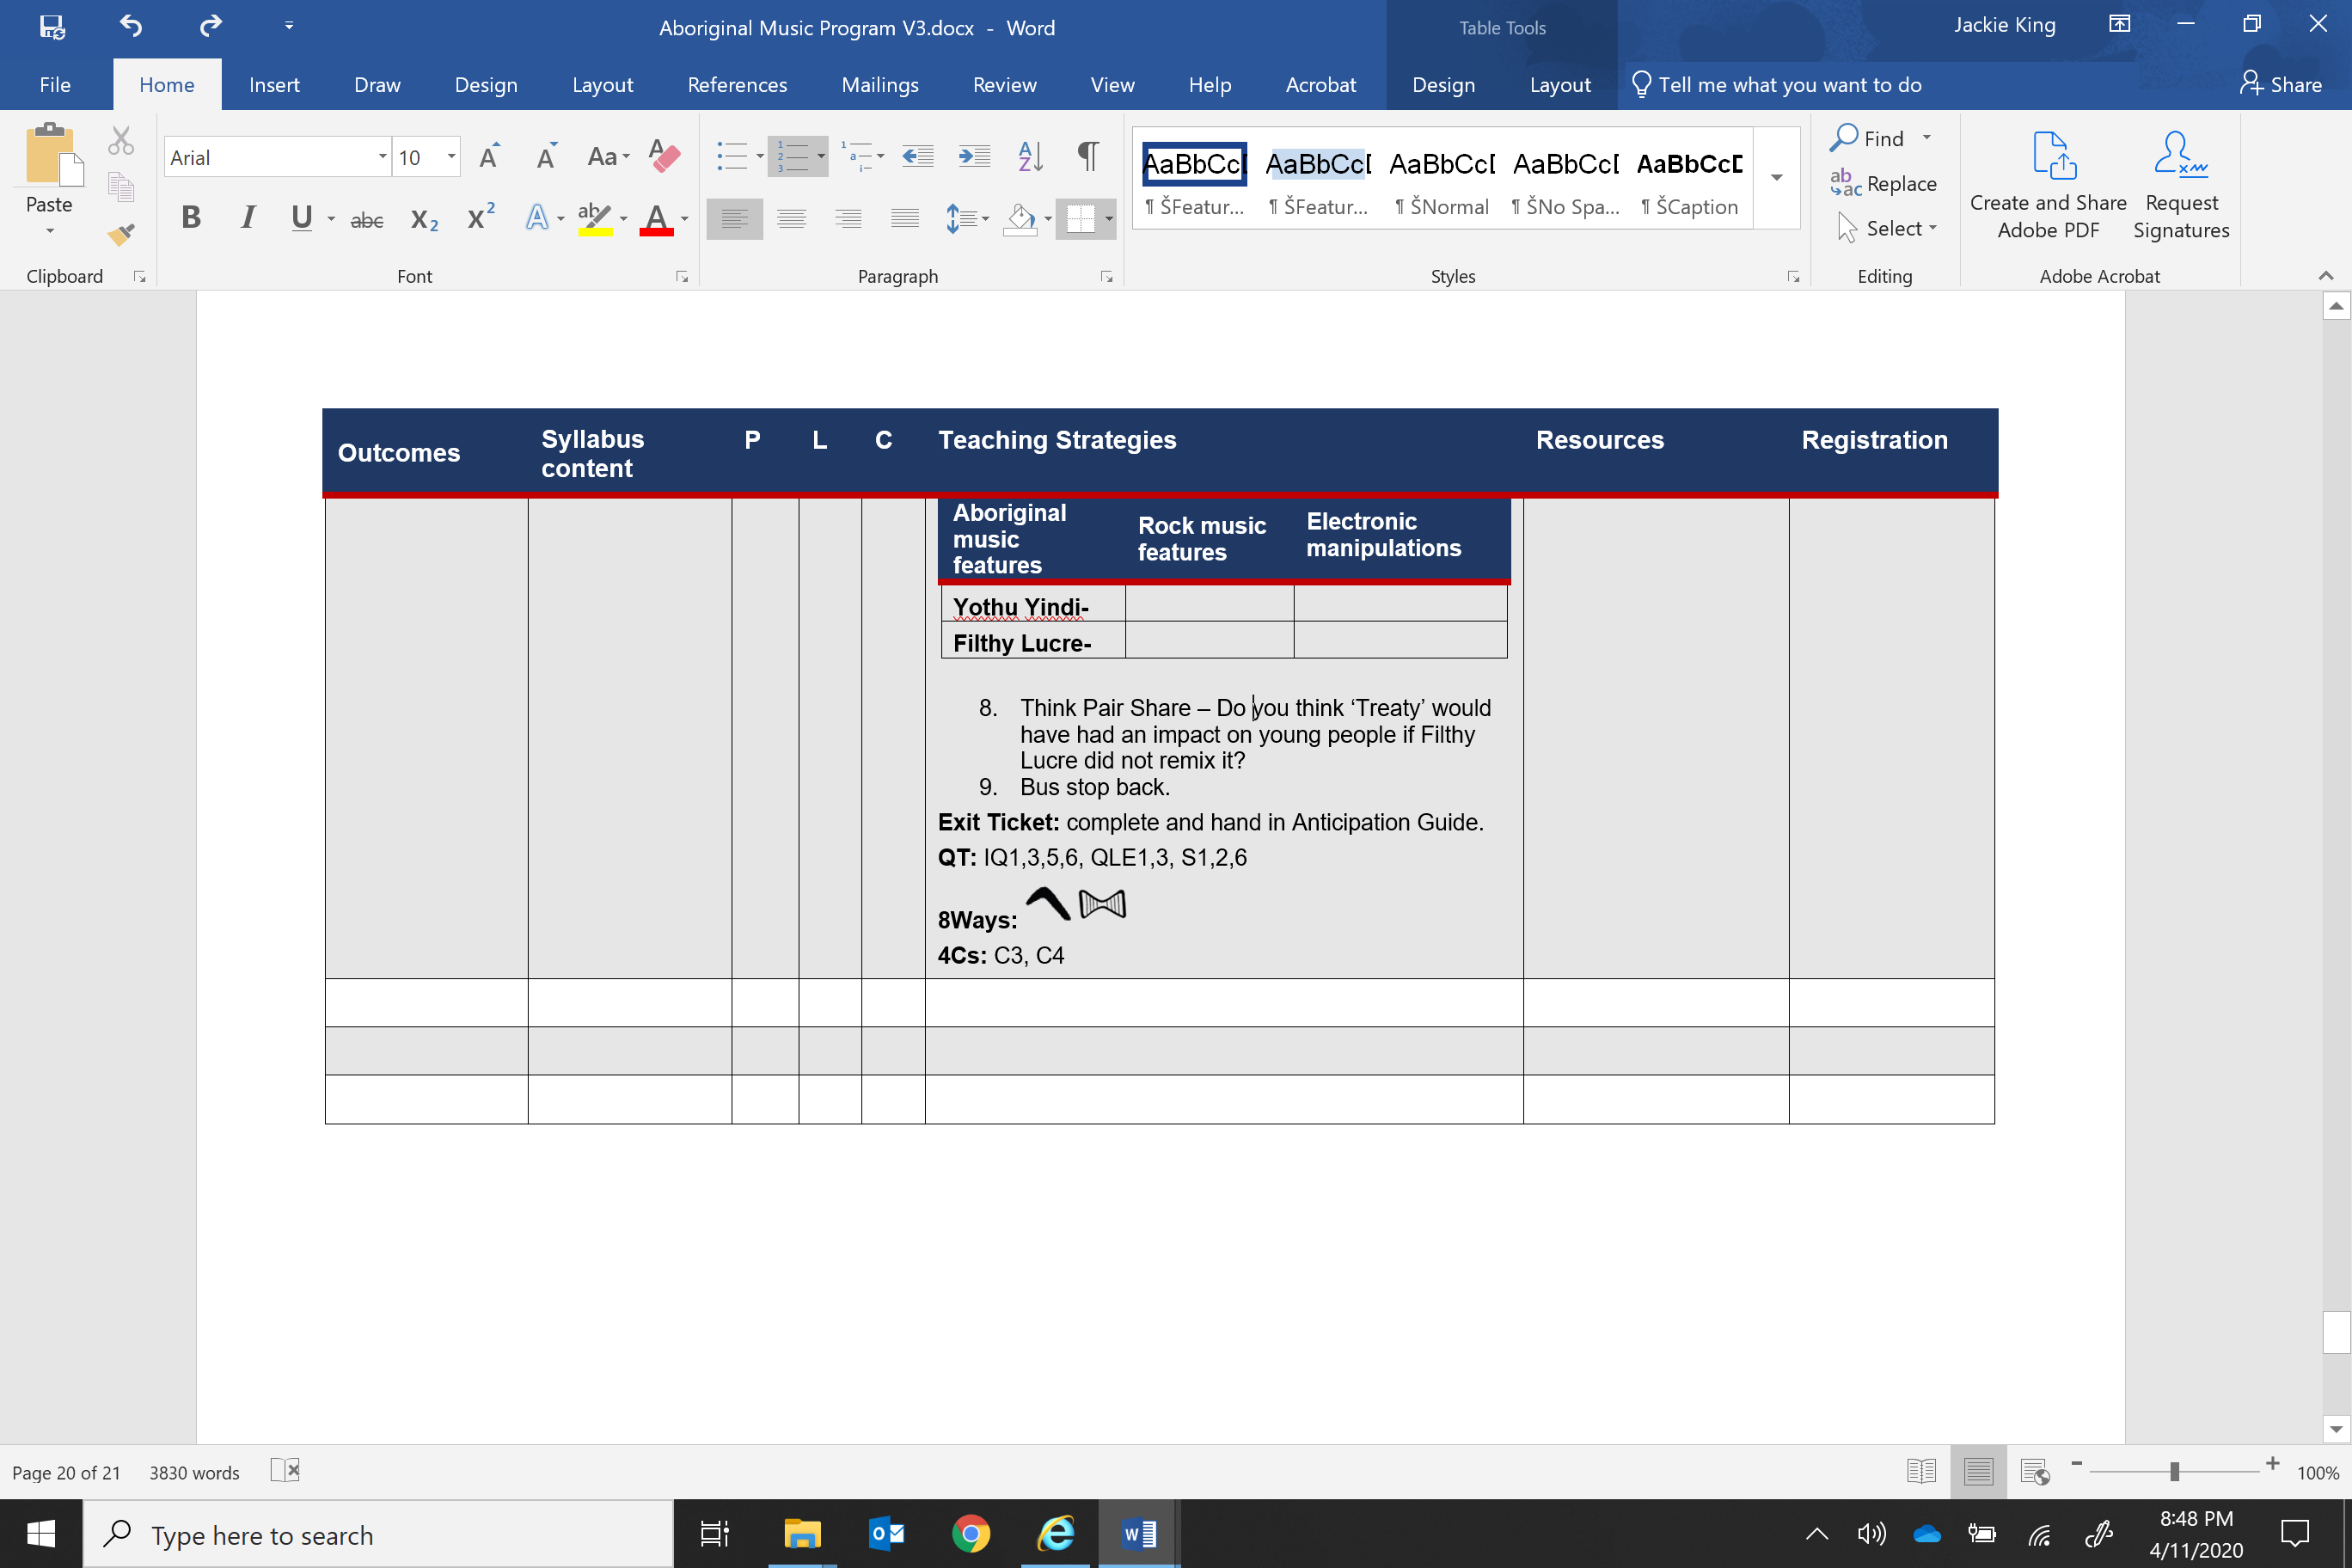 Aboriginal Music Program V3.docx - Word
Table Tools
Jackie King
File
Home
Insert
Draw
Design
Layout
References
Mailings
Review
View
Help
Acrobat
Design
Layout
Tell me what you want to do
Share
Paste
Clipboard
Arial
10
Font
Paragraph
AaBbCcI AaBbCcI AaBbCcI AaBbCcI AaBbCcD
¶ ŠFeatur... ¶ ŠFeatur... ¶ ŠNormal ¶ ŠNo Spa... ¶ ŠCaption
Styles
Find
Replace
Select
Editing
Create and Share
Adobe PDF
Request
Signatures
Adobe Acrobat
Outcomes
Syllabus
content
P
L
C
Teaching Strategies
Resources
Registration
Aboriginal
music
features
Rock music
features
Electronic
manipulations
Yothu Yindi-
Filthy Lucre-
8. Think Pair Share – Do you think ‘Treaty’ would
have had an impact on young people if Filthy
Lucre did not remix it?
9. Bus stop back.
Exit Ticket: complete and hand in Anticipation Guide.
QT: IQ1,3,5,6, QLE1,3, S1,2,6
8Ways:
4Cs: C3, C4
Page 20 of 21
3830 words
100%
Type here to search
8:48 PM
4/11/2020